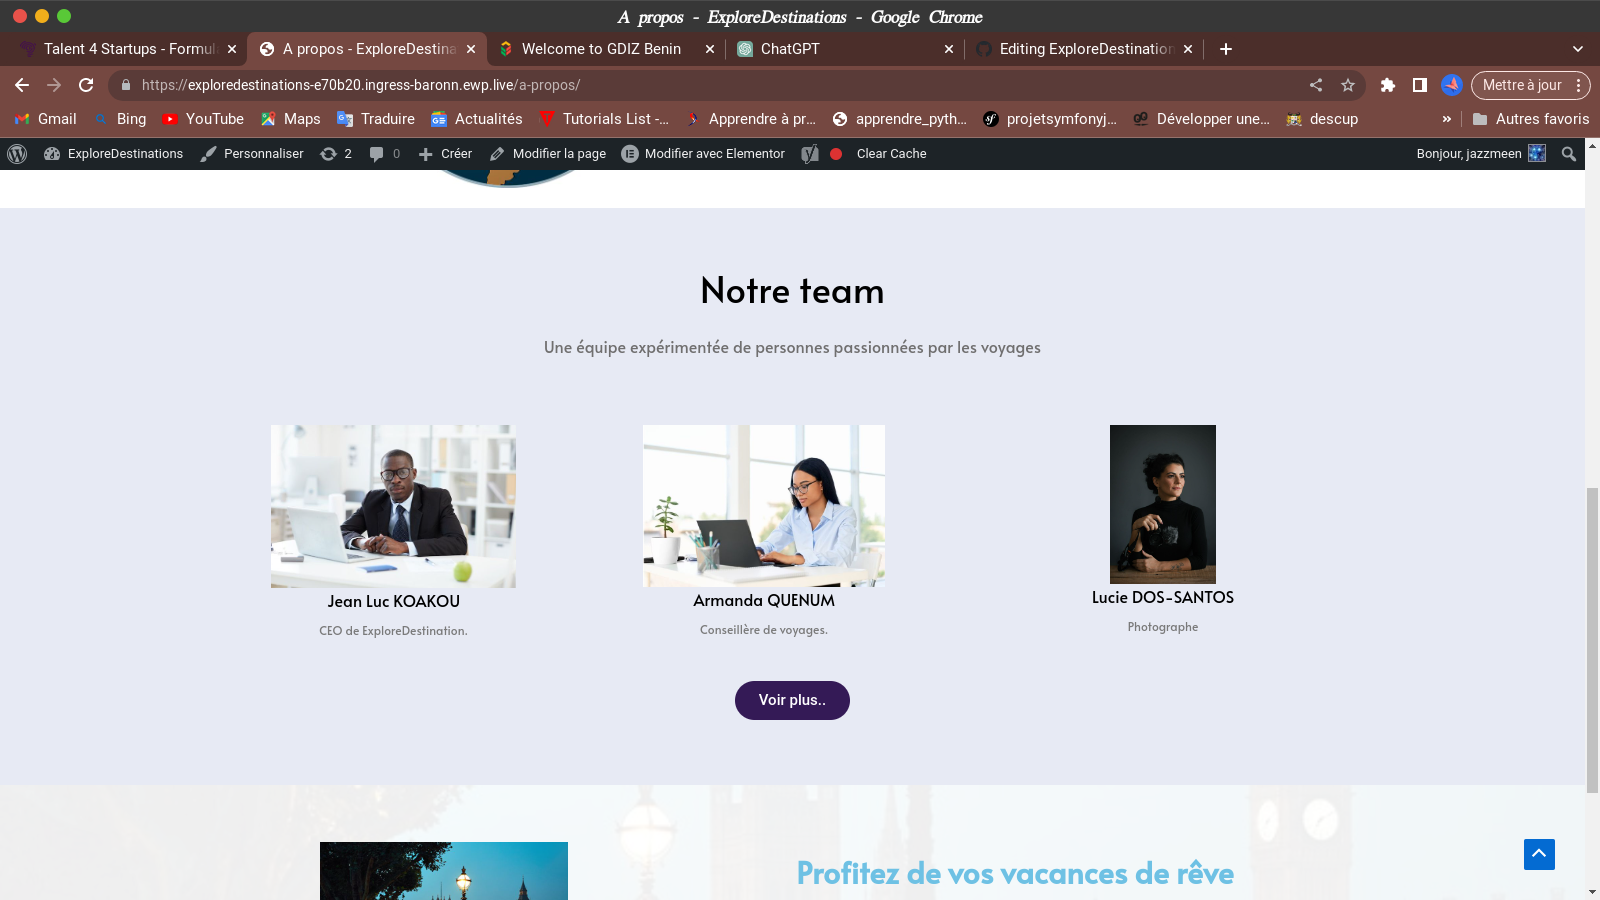 A propos - ExploreDestinations - Google Chrome
Talent 4 Startups - Formul
A propos - ExploreDestina
Welcome to GDIZ Benin
ChatGPT
Editing ExploreDestination
https://exploredestinations-e70b20.ingress-baronn.ewp.live/a-propos/
Mettre à jour
Gmail
Bing
YouTube
Maps
Traduire
Actualités
Tutorials List -...
Apprendre à pr...
apprendre_pyth...
projetsymfonyj...
Développer une...
descup
»
Autres favoris
ExploreDestinations
Personnaliser
2
0
Créer
Modifier la page
Modifier avec Elementor
Clear Cache
Bonjour, jazzmeen
Notre team
Une équipe expérimentée de personnes passionnées par les voyages
Jean Luc KOAKOU
CEO de ExploreDestination.
Armanda QUENUM
Conseillère de voyages.
Lucie DOS-SANTOS
Photographe
Voir plus..
Profitez de vos vacances de rêve